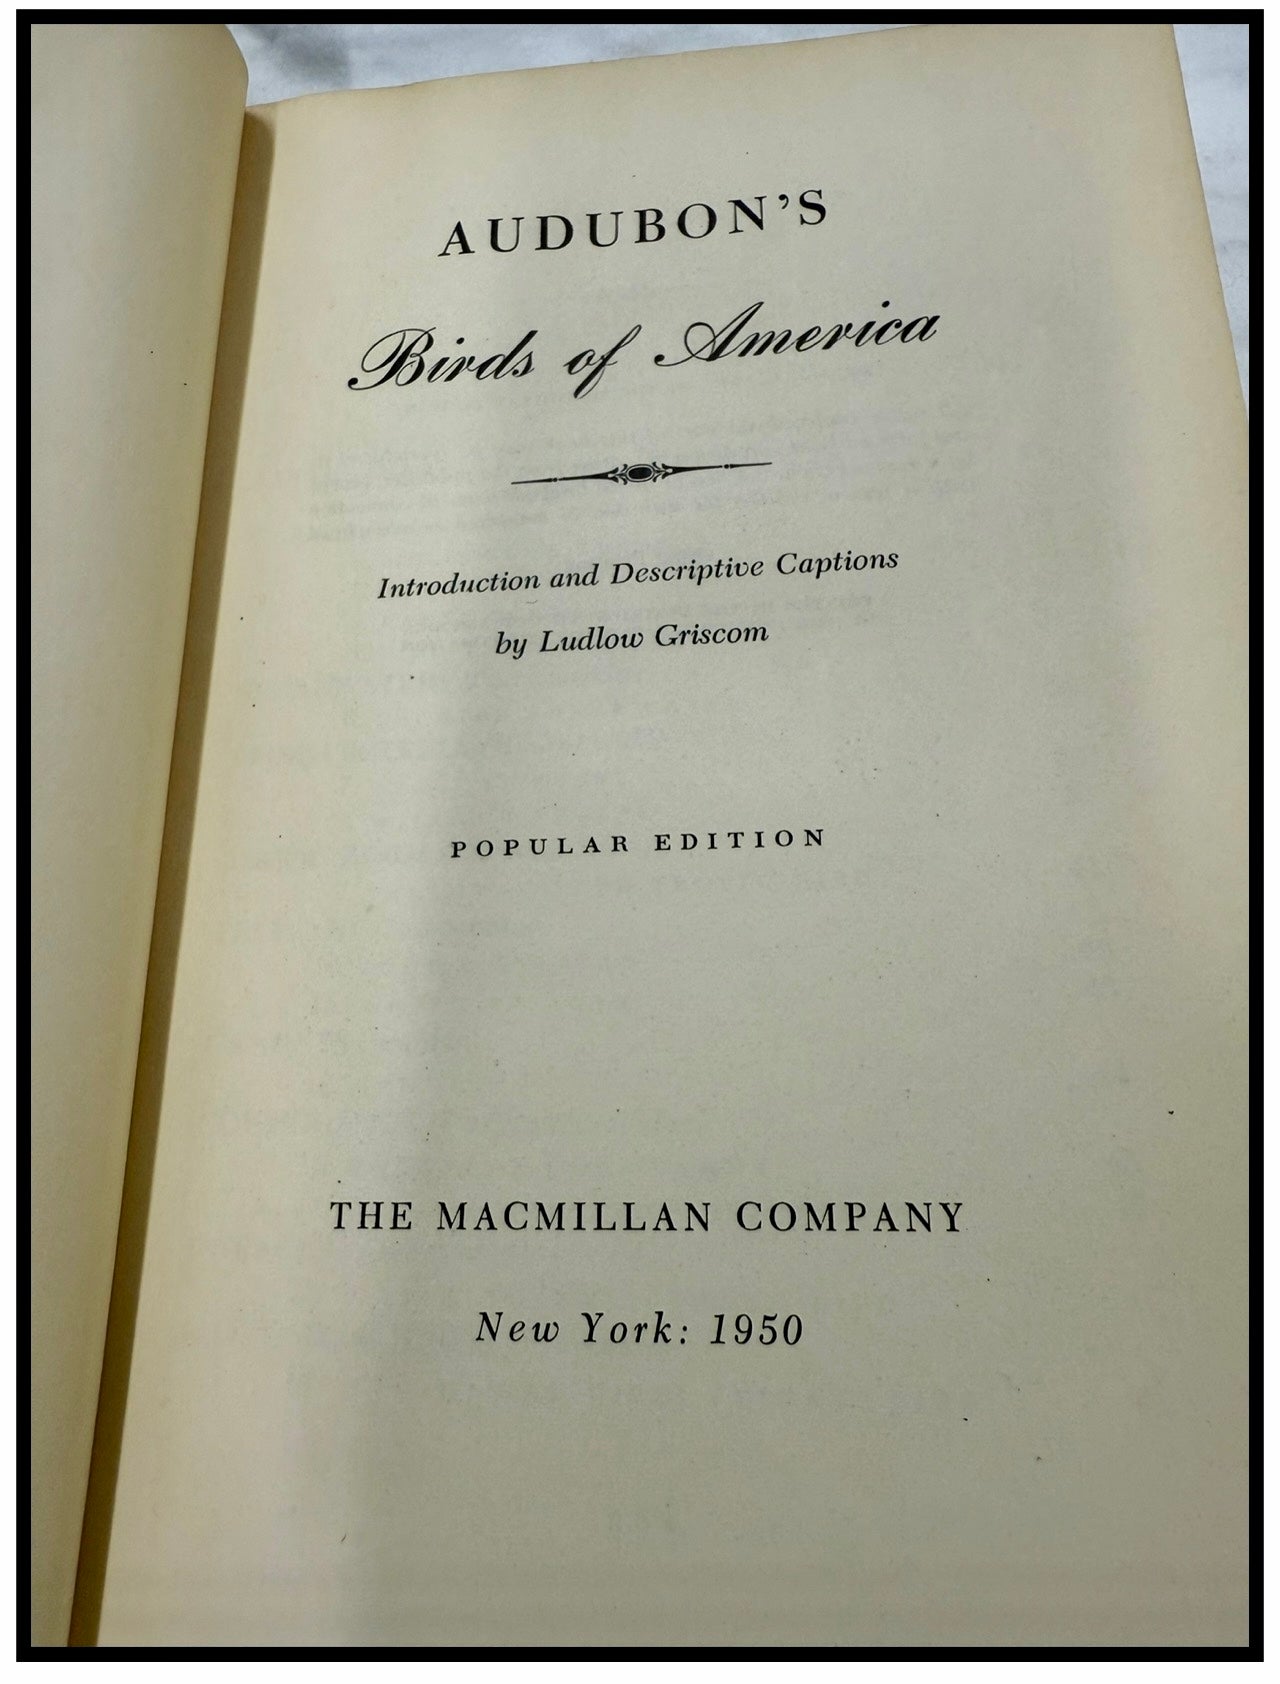 AUDUBON'S
Birds of America
Introduction and Descriptive Captions
by Ludlow Griscom
POPULAR EDITION
THE MACMILLAN COMPANY
New York: 1950